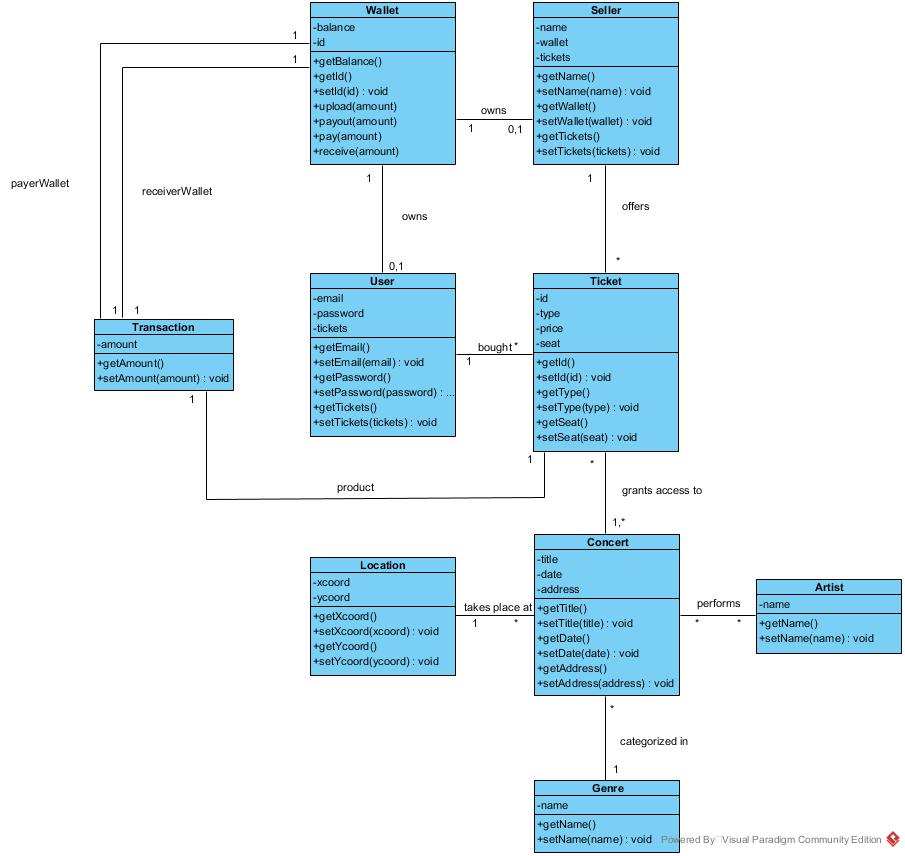 Wallet
-balance
-id
+getBalance()
+getId()
+setId(id) : void
+upload(amount)
+payout(amount)
+pay(amount)
+receive(amount)
Seller
-name
-wallet
-tickets
+getName()
+setName(name) : void
+getWallet()
+setWallet(wallet) : void
+getTickets()
+setTickets(tickets) : void
1
1
owns
1
0,1
payerWallet
receiverWallet
1
owns
0,1
1
offers
*
1
1
Transaction
-amount
+getAmount()
+setAmount(amount) : void
1
User
-email
-password
-tickets
+getEmail()
+setEmail(email) : void
+getPassword()
+setPassword(password) : ...
+getTickets()
+setTickets(tickets) : void
bought
*
1
Ticket
-id
-type
-price
-seat
+getId()
+setId(id) : void
+getType()
+setType(type) : void
+getSeat()
+setSeat(seat) : void
1
product
*
grants access to
1,*
Location
-xcoord
-ycoord
+getXcoord()
+setXcoord(xcoord) : void
+getYcoord()
+setYcoord(ycoord) : void
takes place at
1
*
Concert
-title
-date
-address
+getTitle()
+setTitle(title) : void
+getDate()
+setDate(date) : void
+getAddress()
+setAddress(address) : void
performs
*
*
Artist
-name
+getName()
+setName(name) : void
*
categorized in
1
Genre
-name
+getName()
+setName(name) : void
Powered By Visual Paradigm Community Edition